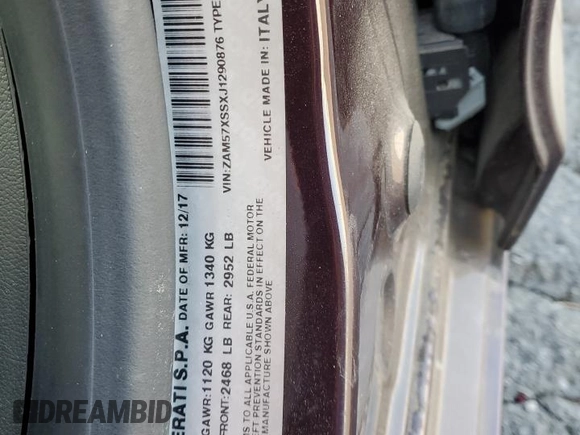 ERATI S.P.A. DATE OF MFR: 12/17
GAWR:1120 KG GAWR 1340 KG
FRONT:2468 LB REAR: 2952 LB
VIN:ZAM57XSSXJ1290876 TYPE
S TO ALL APPLICABLE U.S.A. FEDERAL MOTOR
FT PREVENTION STANDARDS IN EFFECT ON THE
MANUFACTURE SHOWN ABOVE
VEHICLE MADE IN: ITALY
IDREAMBID